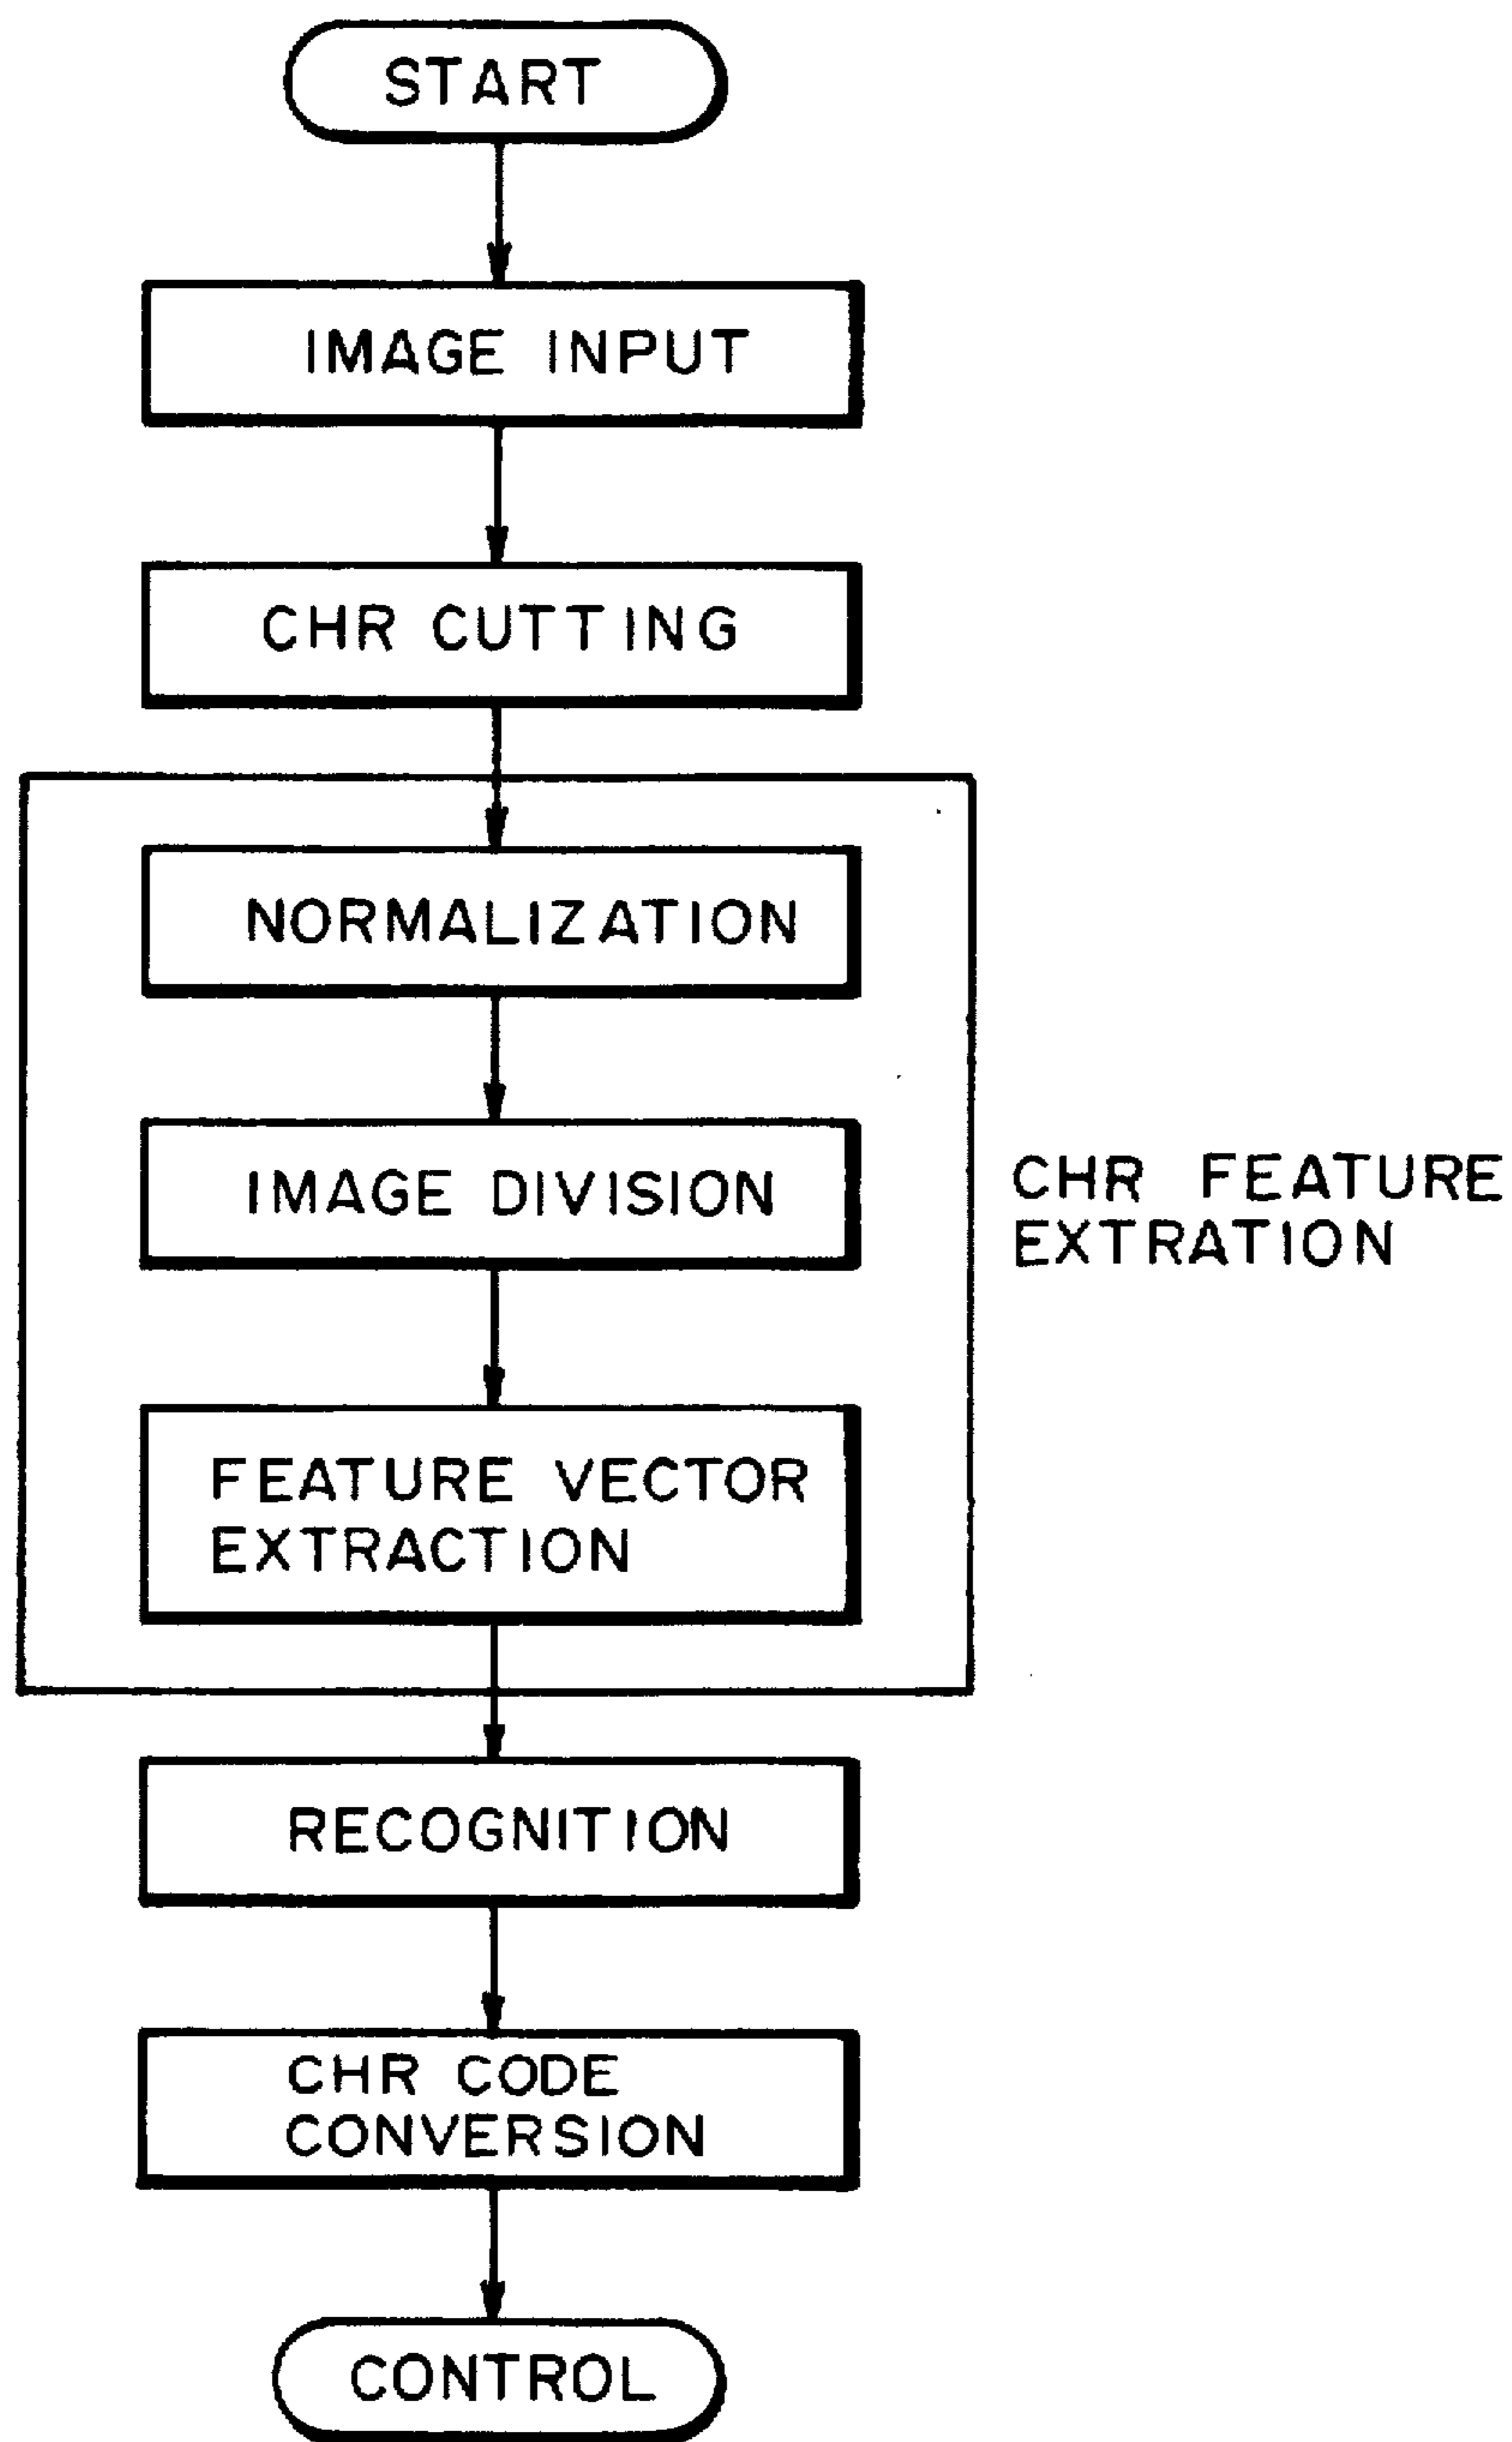 START
IMAGE INPUT
CHR CUTTING
NORMALIZATION
IMAGE DIVISION
CHR FEATURE
EXTRATION
FEATURE VECTOR
EXTRACTION
RECOGNITION
CHR CODE
CONVERSION
CONTROL